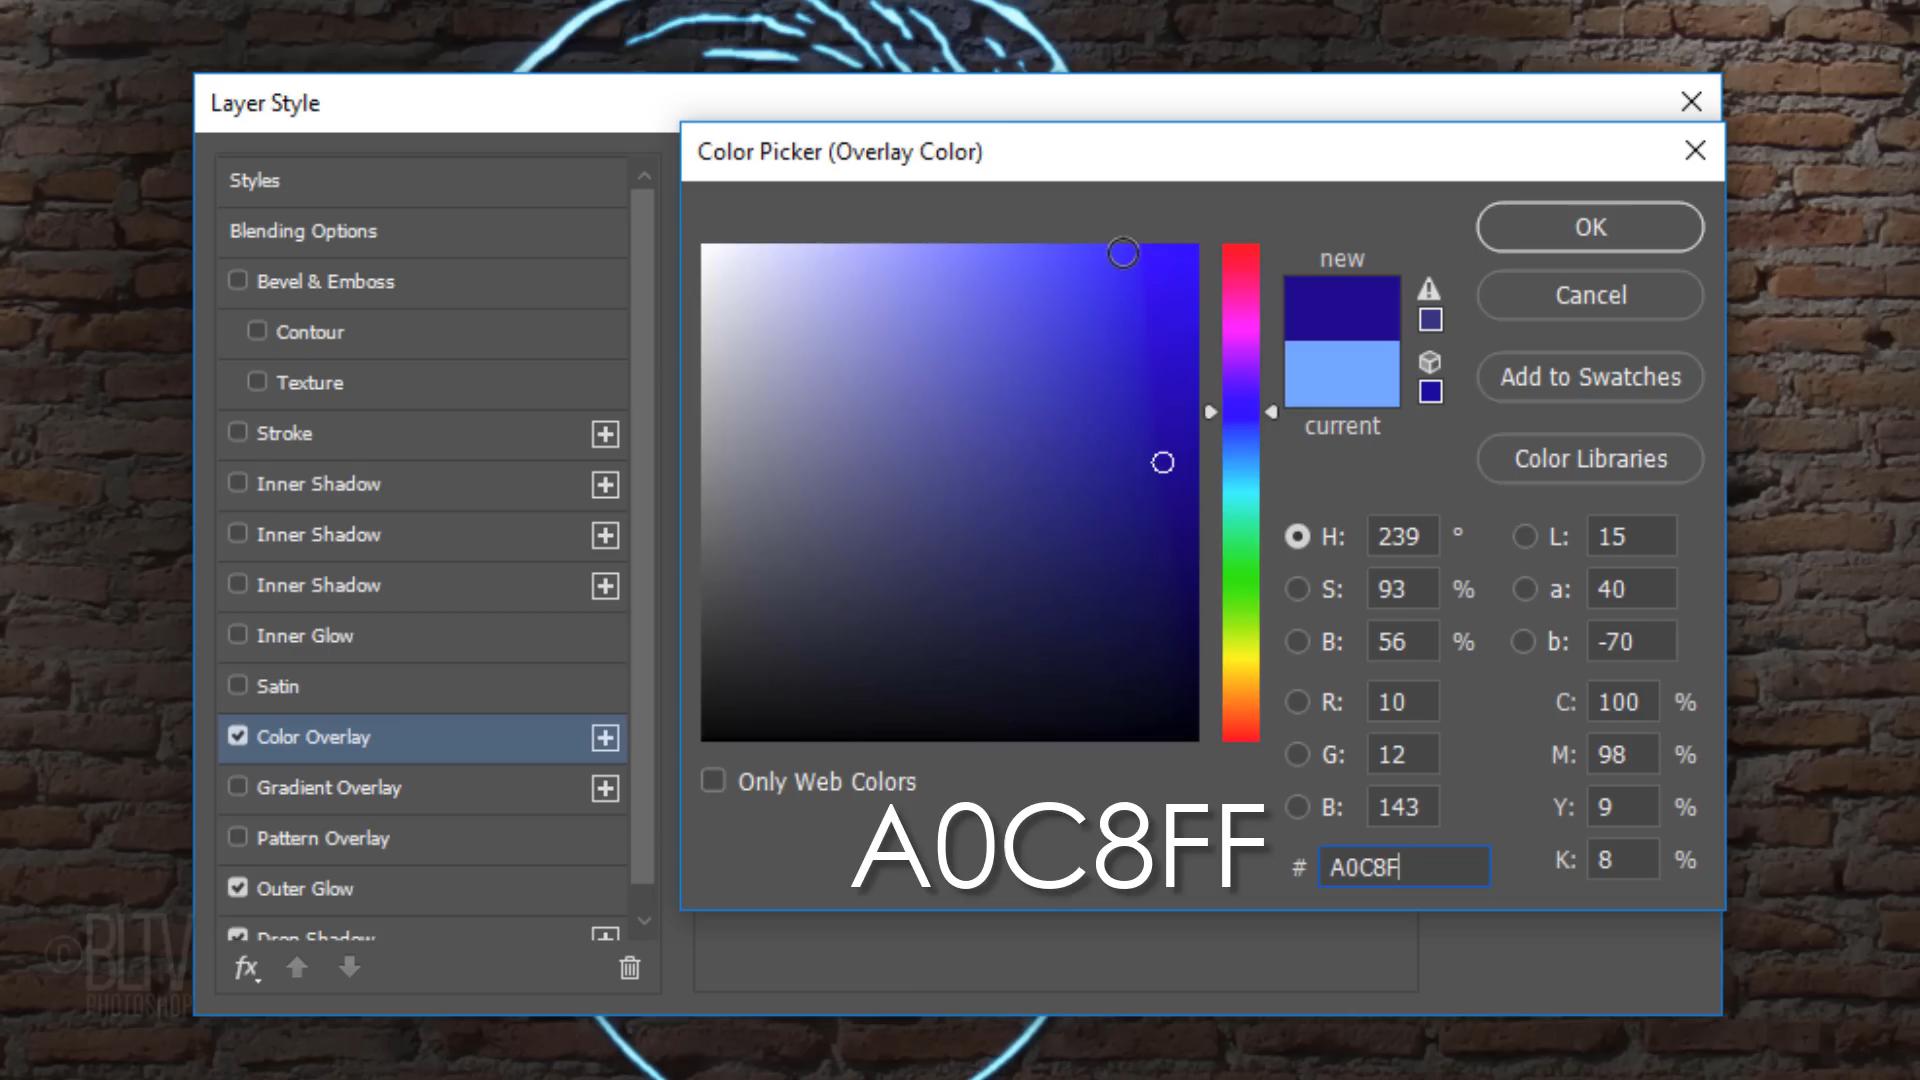 Layer Style
Color Picker (Overlay Color)
Styles
Blending Options
Bevel & Emboss
Contour
Texture
Stroke
Inner Shadow
Inner Shadow
Inner Shadow
Inner Glow
Satin
Color Overlay
Gradient Overlay
Pattern Overlay
Outer Glow
Drop Shadow
fx
new
current
OK
Cancel
Add to Swatches
Color Libraries
H: 239 °
S: 93 %
B: 56 %
R: 10
G: 12
B: 143
# A0C8F
L: 15
a: 40
b: -70
C: 100 %
M: 98 %
Y: 9 %
K: 8 %
Only Web Colors
A0C8FF
© BLTV
PHOTOSHOP